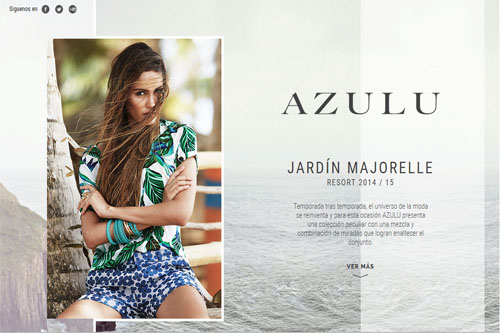 Síguenos en
AZULU
JARDÍN MAJORELLE
RESORT 2014 / 15
Temporada tras temporada, el universo de la moda
se reinventa y para esta ocasión AZULU presenta
una colección peculiar con una mezcla y
combinación de miradas que logran enaltecer el
conjunto.
VER MÁS